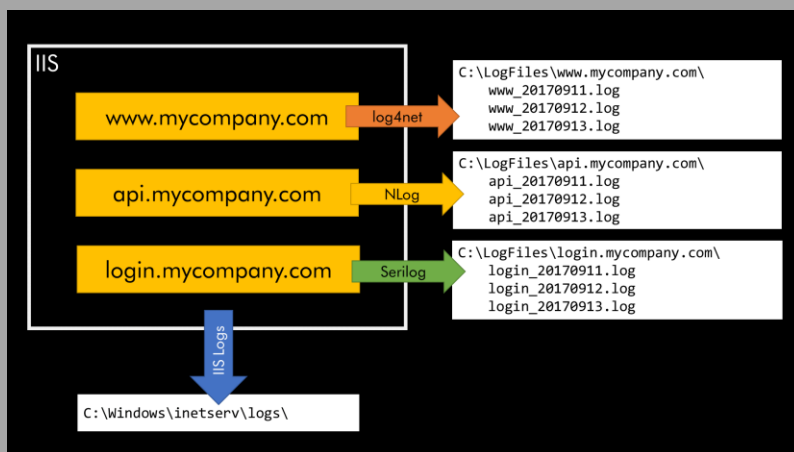 IIS
www.mycompany.com
log4net
C:\LogFiles\www.mycompany.com\
www_20170911.log
www_20170912.log
www_20170913.log
api.mycompany.com
NLog
C:\LogFiles\api.mycompany.com\
api_20170911.log
api_20170912.log
api_20170913.log
login.mycompany.com
Serilog
C:\LogFiles\login.mycompany.com\
login_20170911.log
login_20170912.log
login_20170913.log
IIS Logs
C:\Windows\inetserv\logs\